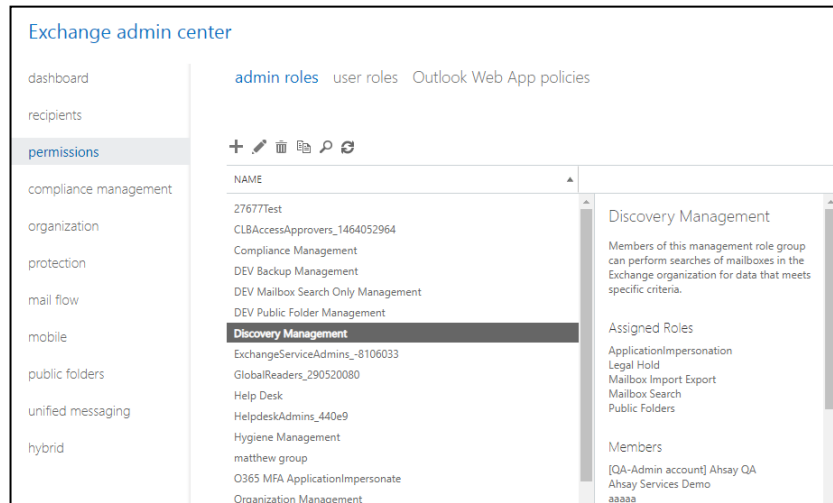 Exchange admin center
dashboard
recipients
permissions
compliance management
organization
protection
mail flow
mobile
public folders
unified messaging
hybrid
admin roles user roles Outlook Web App policies
NAME
27677Test
CLBAccessApprovers_1464052964
Compliance Management
DEV Backup Management
DEV Mailbox Search Only Management
DEV Public Folder Management
Discovery Management
ExchangeServiceAdmins_-8106033
GlobalReaders_290520080
Help Desk
HelpdeskAdmins_440e9
Hygiene Management
matthew group
O365 MFA ApplicationImpersonate
Organization Management
Discovery Management
Members of this management role group
can perform searches of mailboxes in the
Exchange organization for data that meets
specific criteria.
Assigned Roles
ApplicationImpersonation
Legal Hold
Mailbox Import Export
Mailbox Search
Public Folders
Members
[QA-Admin account] Ahsay QA
Ahsay Services Demo
aaaaa